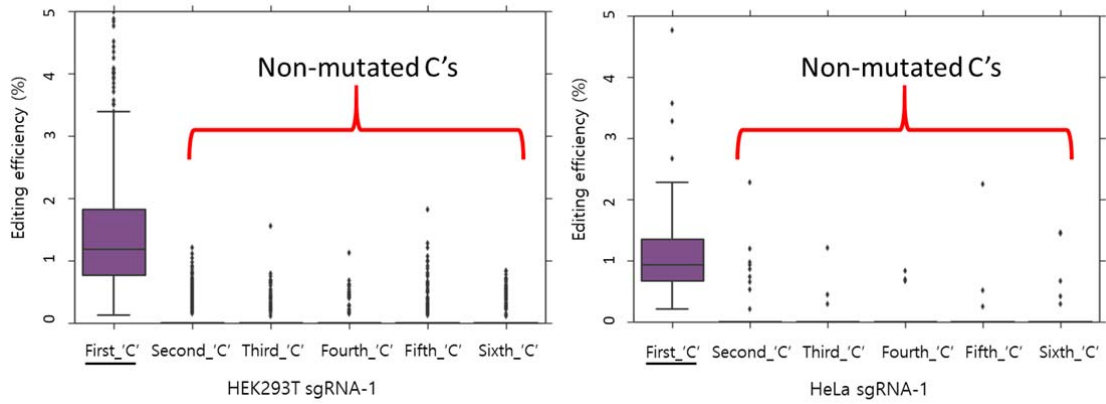 Non-mutated C's
Editing efficiency (%)
5
4
3
2
1
0
First_'C' Second_'C' Third_'C' Fourth_'C' Fifth_'C' Sixth_'C'
HEK293T sgRNA-1
Non-mutated C's
Editing efficiency (%)
5
4
3
2
1
0
First_'C' Second_'C' Third_'C' Fourth_'C' Fifth_'C' Sixth_'C'
HeLa sgRNA-1